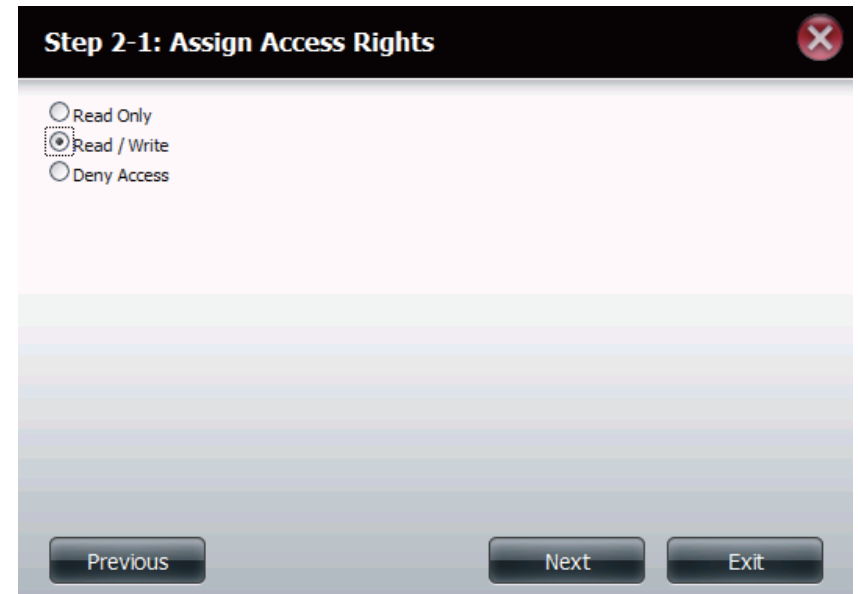 Step 2-1: Assign Access Rights
Read Only
Read / Write
Deny Access
Previous Next Exit